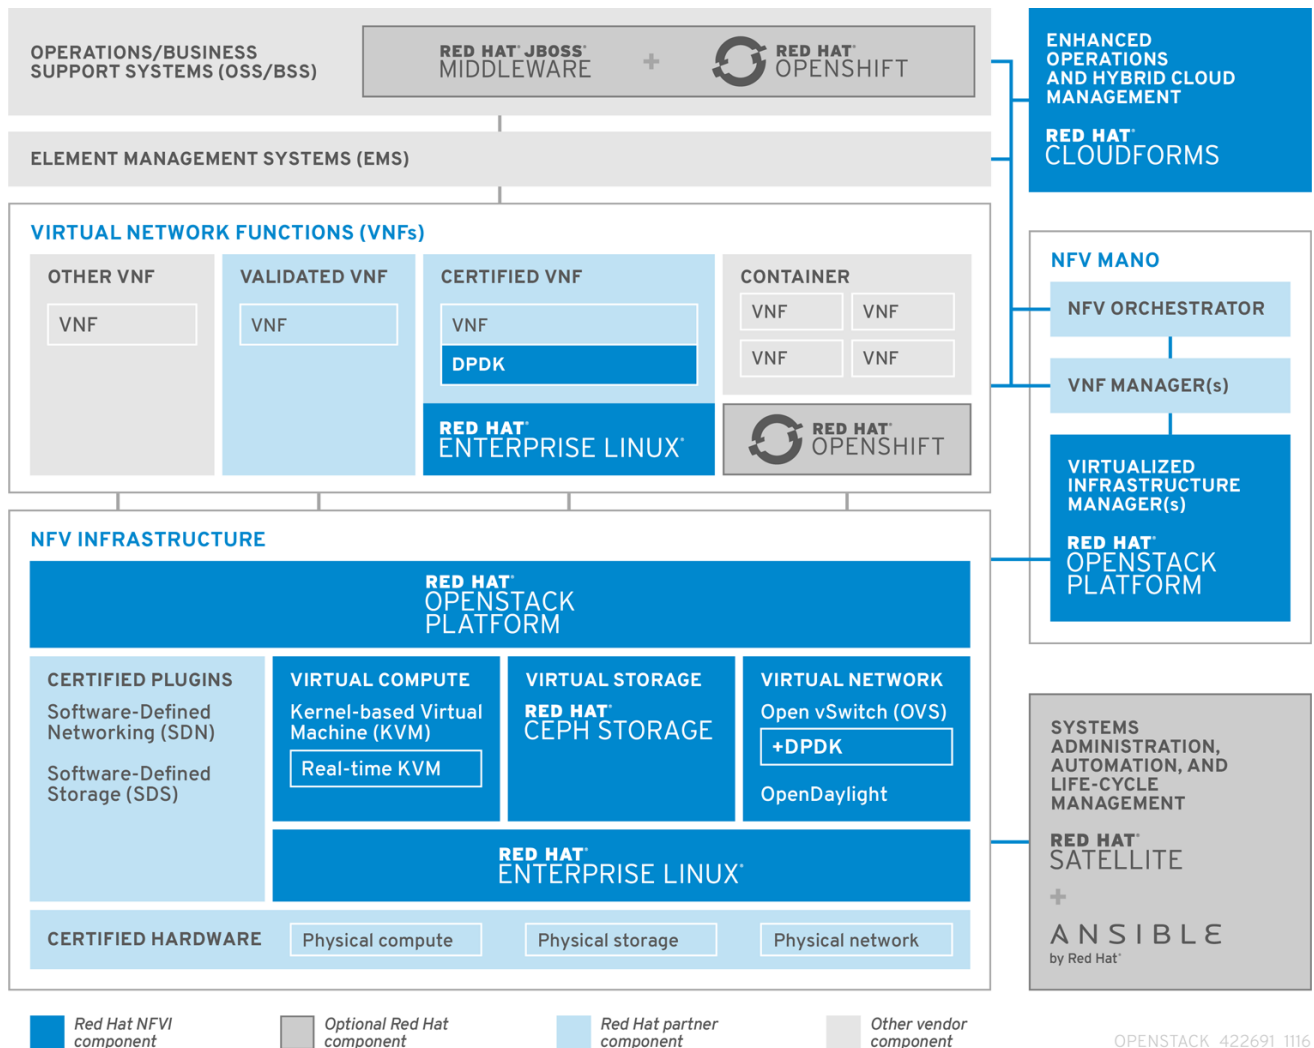 OPERATIONS/BUSINESS
SUPPORT SYSTEMS (OSS/BSS)
RED HAT® JBOSS®
MIDDLEWARE
+
RED HAT®
OPENSHIFT
ELEMENT MANAGEMENT SYSTEMS (EMS)
VIRTUAL NETWORK FUNCTIONS (VNFs)
OTHER VNF
VNF
VALIDATED VNF
VNF
CERTIFIED VNF
VNF
DPDK
RED HAT®
ENTERPRISE LINUX®
CONTAINER
VNF VNF
VNF VNF
RED HAT®
OPENSHIFT
NFV INFRASTRUCTURE
RED HAT®
OPENSTACK
PLATFORM
CERTIFIED PLUGINS
Software-Defined
Networking (SDN)
Software-Defined
Storage (SDS)
VIRTUAL COMPUTE
Kernel-based Virtual
Machine (KVM)
Real-time KVM
VIRTUAL STORAGE
RED HAT®
CEPH STORAGE
VIRTUAL NETWORK
Open vSwitch (OVS)
+DPDK
OpenDaylight
RED HAT®
ENTERPRISE LINUX®
CERTIFIED HARDWARE
Physical compute
Physical storage
Physical network
ENHANCED
OPERATIONS
AND HYBRID CLOUD
MANAGEMENT
RED HAT®
CLOUDFORMS
NFV MANO
NFV ORCHESTRATOR
VNF MANAGER(s)
VIRTUALIZED
INFRASTRUCTURE
MANAGER(s)
RED HAT®
OPENSTACK
PLATFORM
SYSTEMS
ADMINISTRATION,
AUTOMATION, AND
LIFE-CYCLE
MANAGEMENT
RED HAT®
SATELLITE
+
ANSIBLE
by Red Hat®
Red Hat NFVI
component
Optional Red Hat
component
Red Hat partner
component
Other vendor
component
OPENSTACK_422691_1116